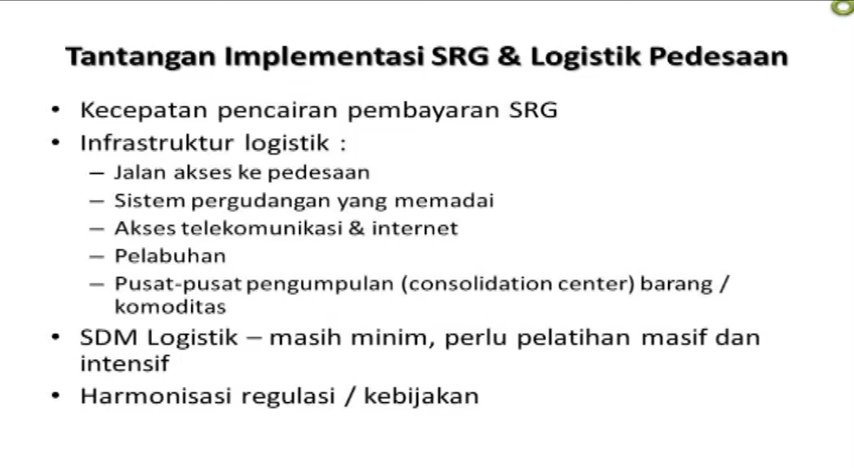 Tantangan Implementasi SRG & Logistik Pedesaan
• Kecepatan pencairan pembayaran SRG
• Infrastruktur logistik :
– Jalan akses ke pedesaan
– Sistem pergudangan yang memadai
– Akses telekomunikasi & internet
– Pelabuhan
– Pusat-pusat pengumpulan (consolidation center) barang /
komoditas
• SDM Logistik – masih minim, perlu pelatihan masif dan
intensif
• Harmonisasi regulasi / kebijakan